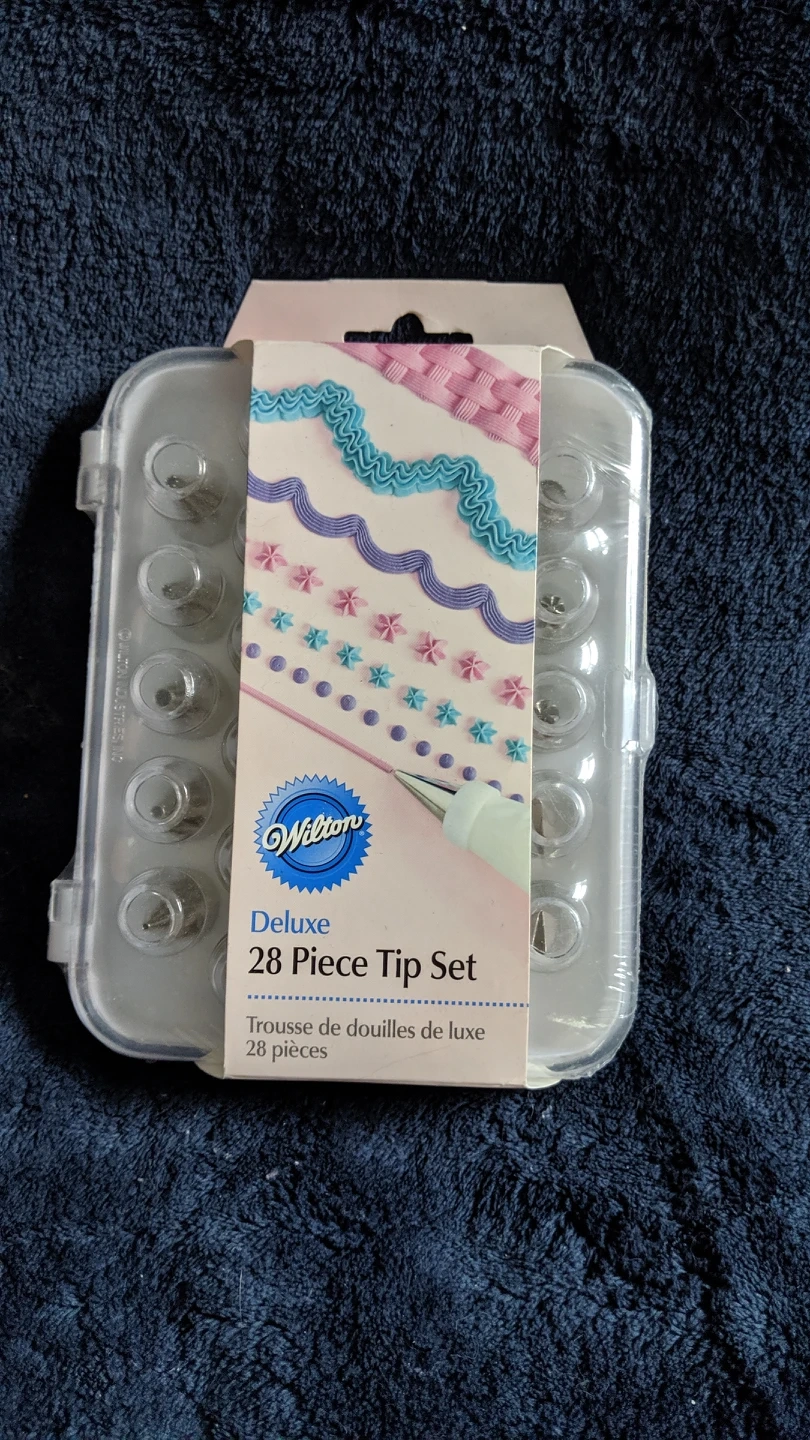 Wilton
Deluxe
28 Piece Tip Set
Trousse de douilles de luxe
28 pièces